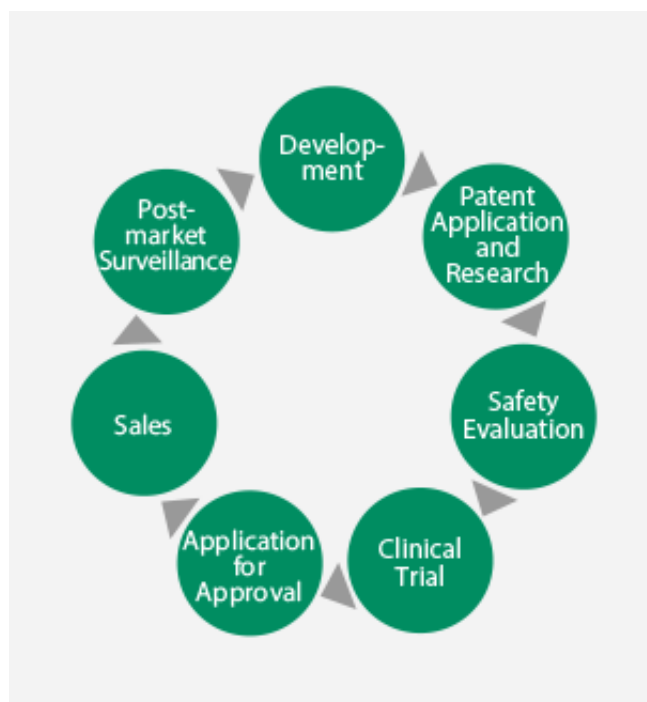 Develop-
ment
Patent
Application
and
Research
Safety
Evaluation
Clinical
Trial
Application
for
Approval
Sales
Post-
market
Surveillance